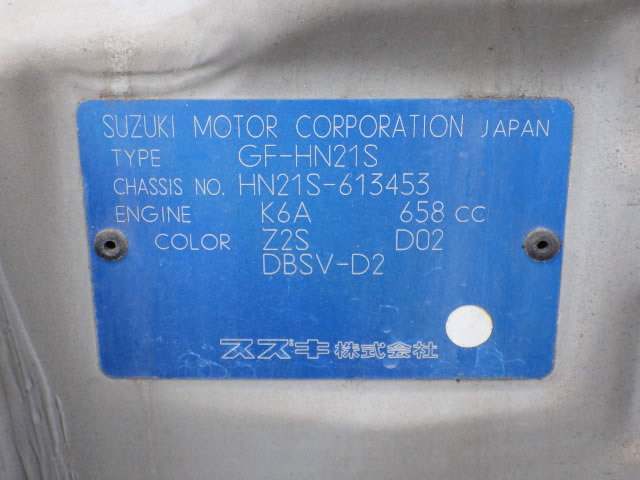 SUZUKI MOTOR CORPORATION JAPAN
TYPE GF-HN21S
CHASSIS NO. HN21S-613453
ENGINE K6A 658 CC
COLOR Z2S D02
DBSV-D2
スズキ株式会社